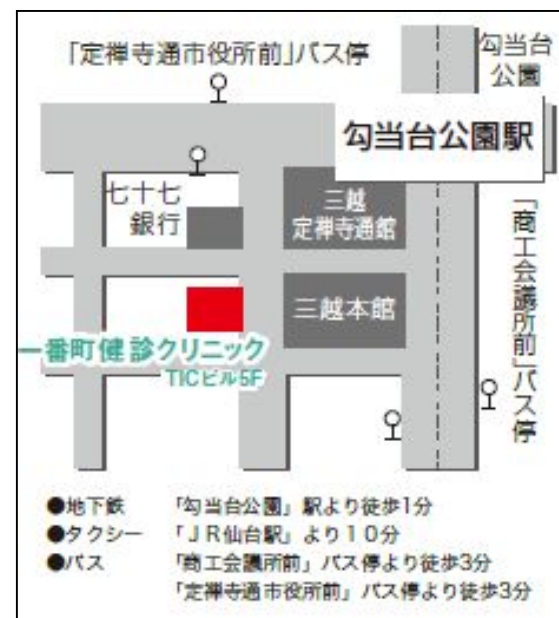 「定禅寺通市役所前」バス停
勾当台
公園
勾当台公園駅
七十七
銀行
三越
定禅寺通館
「商工会議所前」バス停
三越本館
一番町健診クリニック
TICビル5F
●地下鉄 「勾当台公園」駅より徒歩1分
●タクシー 「JR仙台駅」より10分
●バス 「商工会議所前」バス停より徒歩3分
「定禅寺通市役所前」バス停より徒歩3分